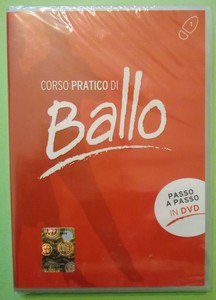 CORSO PRATICO DI
Ballo
PASSO
A PASSO
IN DVD